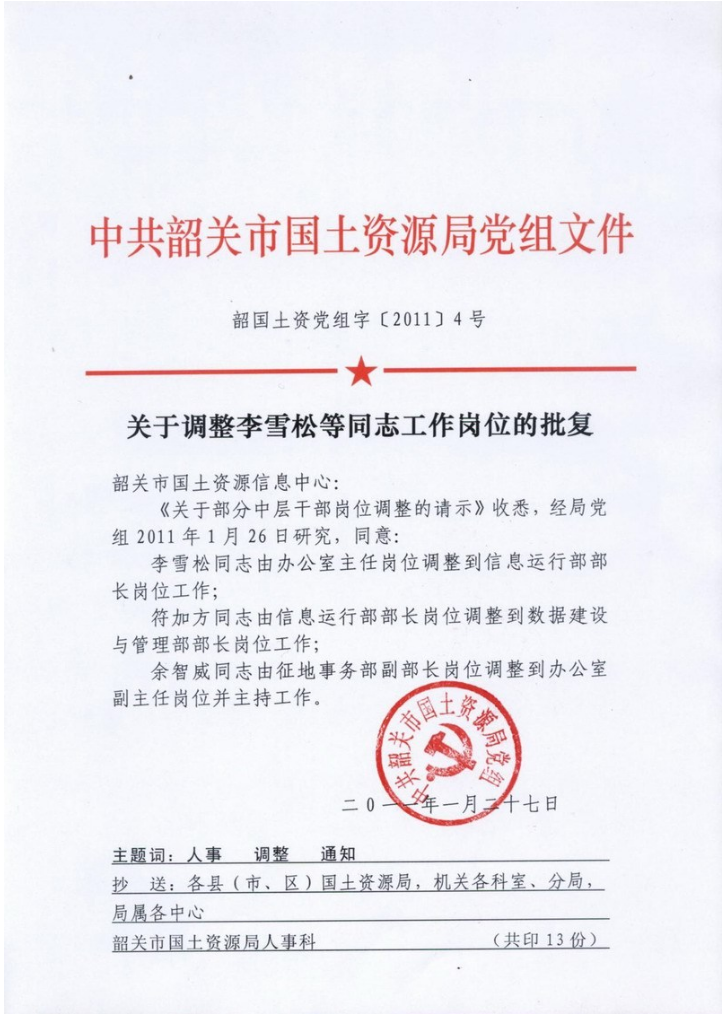 中共韶关市国土资源局党组文件
韶国土资党组字〔2011〕4号
关于调整李雪松等同志工作岗位的批复
韶关市国土资源信息中心：
《关于部分中层干部岗位调整的请示》收悉，经局党
组2011年1月26日研究，同意：
李雪松同志由办公室主任岗位调整到信息运行部部
长岗位工作；
符加方同志由信息运行部部长岗位调整到数据建设
与管理部部长岗位工作；
余智威同志由征地事务部副部长岗位调整到办公室
副主任岗位并主持工作。
中共韶关市国土资源局党组
二0一一年一月二十七日
主题词：人事 调整 通知
抄 送：各县（市、区）国土资源局，机关各科室、分局，
局属各中心
韶关市国土资源局人事科 （共印13份）